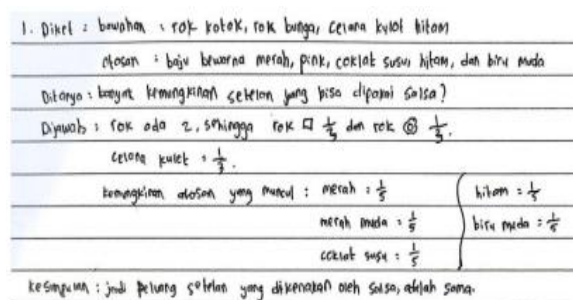 1. Diket : bawahan : rok kotak, rok bunga, celana kulot hitam
atasan : baju bewarna merah, pink, coklat susu, hitam, dan biru muda
Ditanya : banyak kemungkinan setelan yang bisa dipakai salsa?
Dijawab : rok ada 2, sehingga rok □ 1/3 dan rok 1/3.
celana kulot : 1/3.
kemungkinan atasan yang muncul : merah : 1/5 hitam = 1/5
merah muda : 1/5 biru muda = 1/5
coklat susu : 1/5
kesimpulan : jadi peluang setelan yang dikenakan oleh salsa, adalah sama.